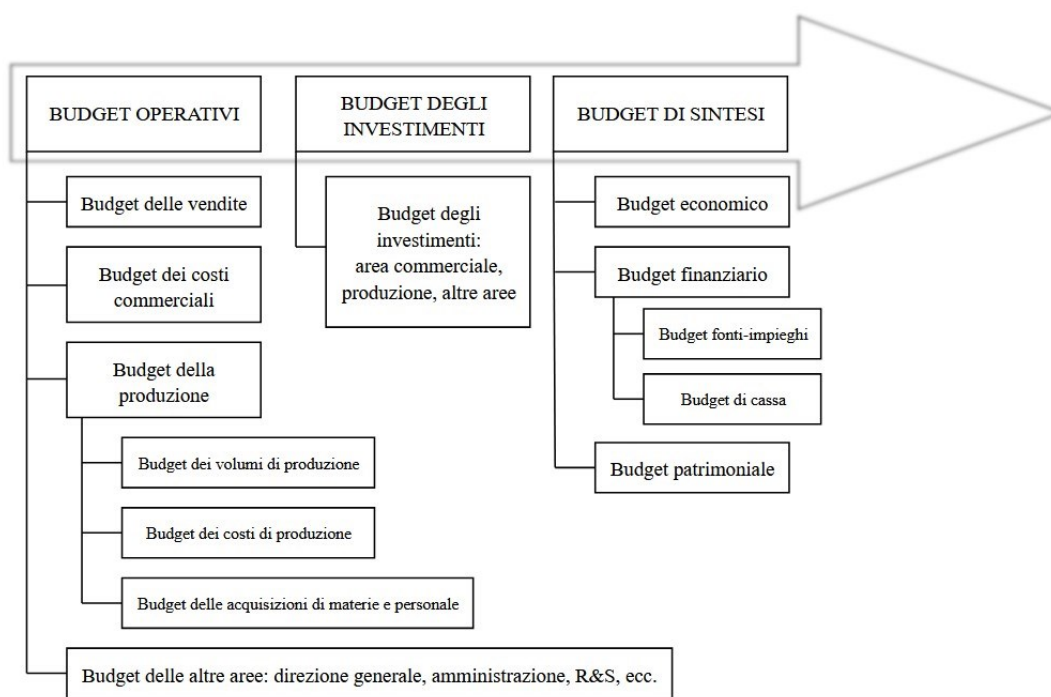 BUDGET OPERATIVI
Budget delle vendite
Budget dei costi
commerciali
Budget della
produzione
Budget dei volumi di produzione
Budget dei costi di produzione
Budget delle acquisizioni di materie e personale
Budget delle altre aree: direzione generale, amministrazione, R&S, ecc.
BUDGET DEGLI
INVESTIMENTI
Budget degli
investimenti:
area commerciale,
produzione, altre aree
BUDGET DI SINTESI
Budget economico
Budget finanziario
Budget fonti-impieghi
Budget di cassa
Budget patrimoniale